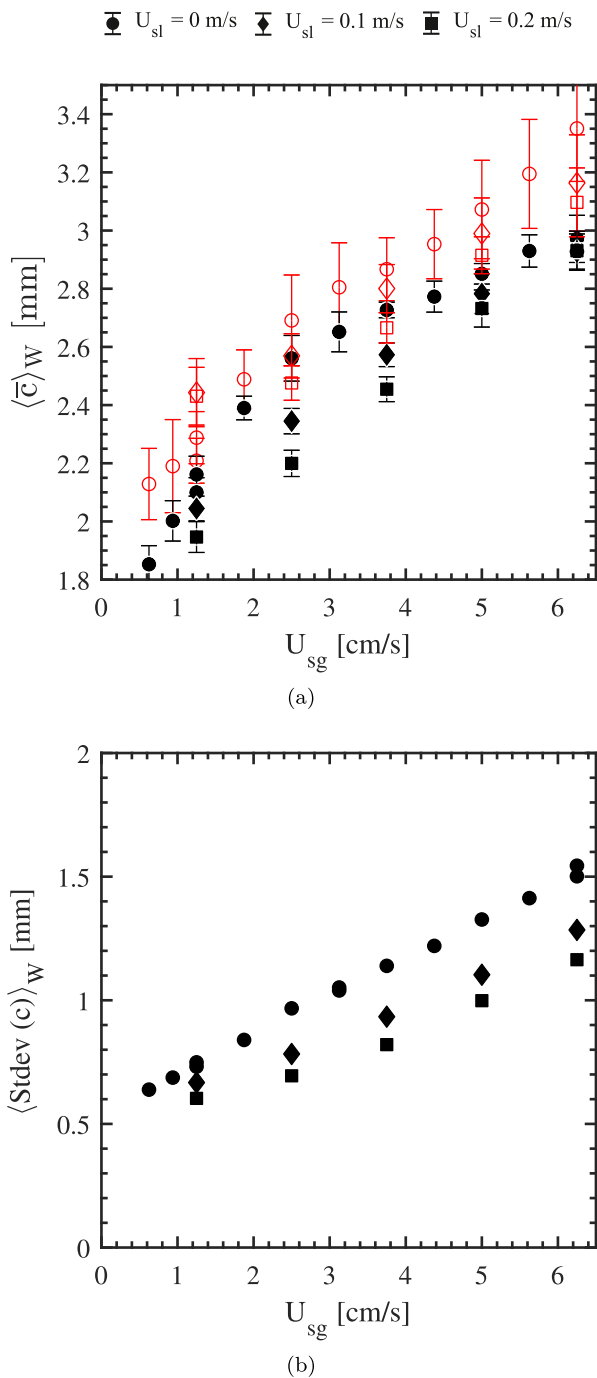 U_sl = 0 m/s U_sl = 0.1 m/s U_sl = 0.2 m/s
⟨c̅⟩_W [mm]
3.4
3.2
3
2.8
2.6
2.4
2.2
2
1.8
0 1 2 3 4 5 6
U_sg [cm/s]
(a)
⟨Stdev (c)⟩_W [mm]
2
1.5
1
0.5
0
0 1 2 3 4 5 6
U_sg [cm/s]
(b)